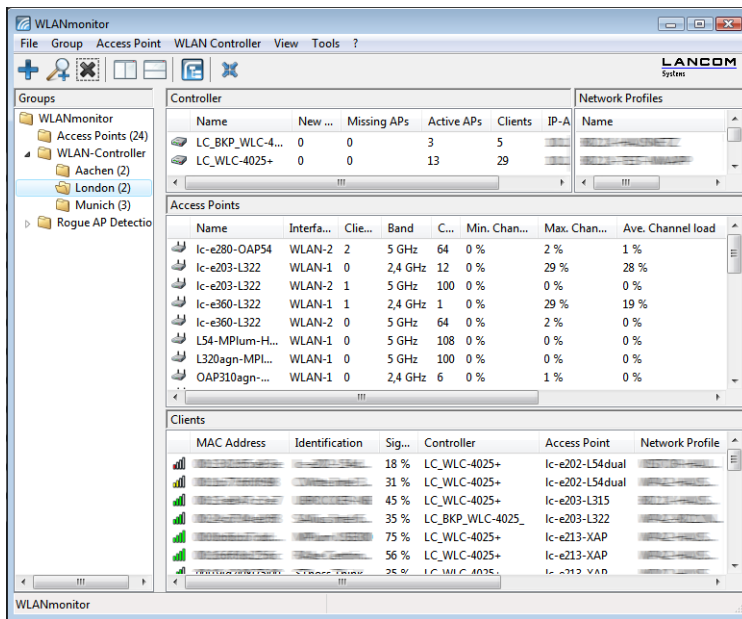 WLANmonitor
File Group Access Point WLAN Controller View Tools ?
LANCOM
Systems
Groups
WLANmonitor
Access Points (24)
WLAN-Controller
Aachen (2)
London (2)
Munich (3)
Rogue AP Detectio
Controller
Name New ... Missing APs Active APs Clients IP-A
LC_BKP_WLC-4... 0 0 3 5
LC_WLC-4025+ 0 0 13 29
Network Profiles
Name
Access Points
Name Interfa... Clie... Band C... Min. Chan... Max. Chan... Ave. Channel load
lc-e280-OAP54 WLAN-2 2 5 GHz 64 0 % 2 % 1 %
lc-e203-L322 WLAN-1 0 2,4 GHz 12 0 % 29 % 28 %
lc-e203-L322 WLAN-2 1 5 GHz 100 0 % 0 % 0 %
lc-e360-L322 WLAN-1 1 2,4 GHz 1 0 % 29 % 19 %
lc-e360-L322 WLAN-2 0 5 GHz 64 0 % 2 % 0 %
L54-MPlum-H... WLAN-1 0 5 GHz 108 0 % 0 % 0 %
L320agn-MPl... WLAN-1 0 5 GHz 100 0 % 0 % 0 %
OAP310agn-... WLAN-1 0 2,4 GHz 6 0 % 1 % 0 %
Clients
MAC Address Identification Sig... Controller Access Point Network Profile
18 % LC_WLC-4025+ lc-e202-L54dual
31 % LC_WLC-4025+ lc-e202-L54dual
45 % LC_WLC-4025+ lc-e203-L315
35 % LC_BKP_WLC-4025_ lc-e203-L322
75 % LC_WLC-4025+ lc-e213-XAP
56 % LC_WLC-4025+ lc-e213-XAP
LC_WLC-4025+ lc-e213-XAP
WLANmonitor